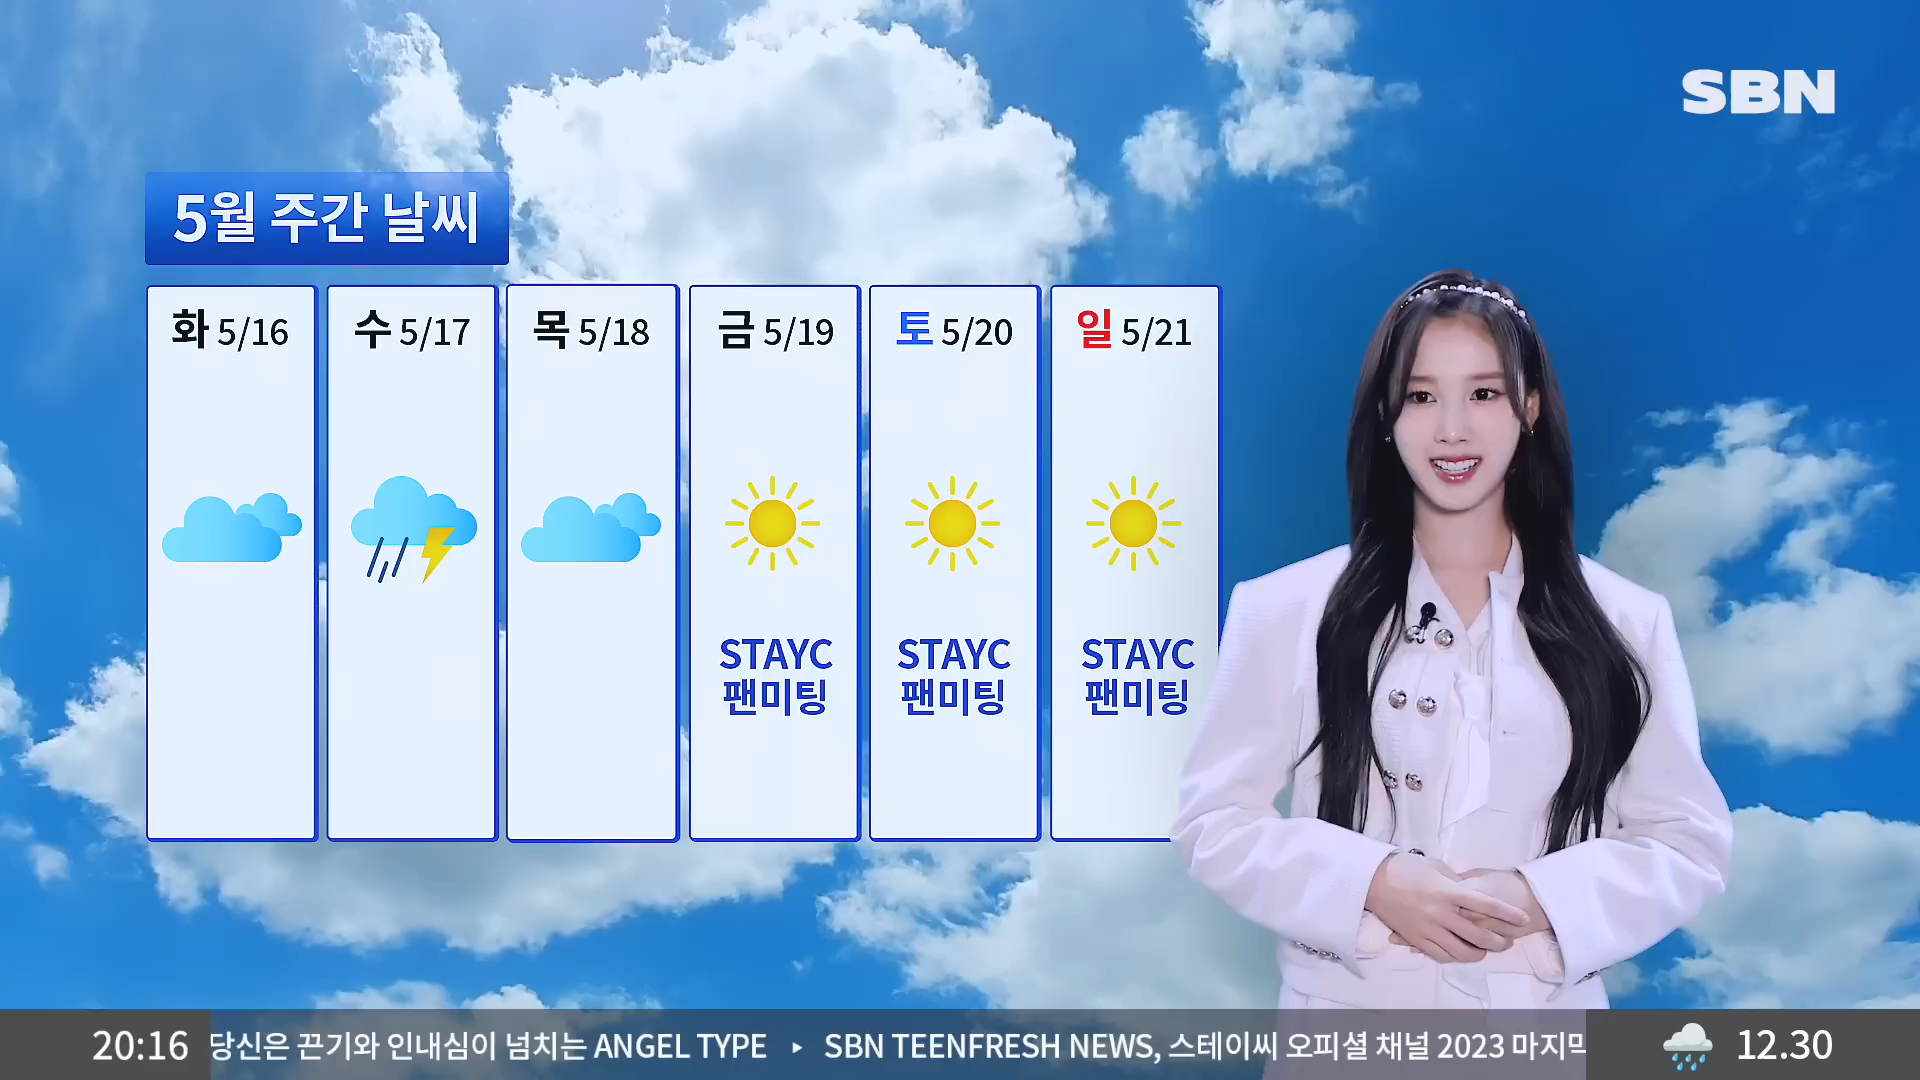 SBN
5월 주간 날씨
화 5/16
수 5/17
목 5/18
금 5/19
토 5/20
일 5/21
STAYC
팬미팅
STAYC
팬미팅
STAYC
팬미팅
20:16
당신은 끈기와 인내심이 넘치는 ANGEL TYPE ▸ SBN TEENFRESH NEWS, 스테이씨 오피셜 채널 2023 마지막
12.30